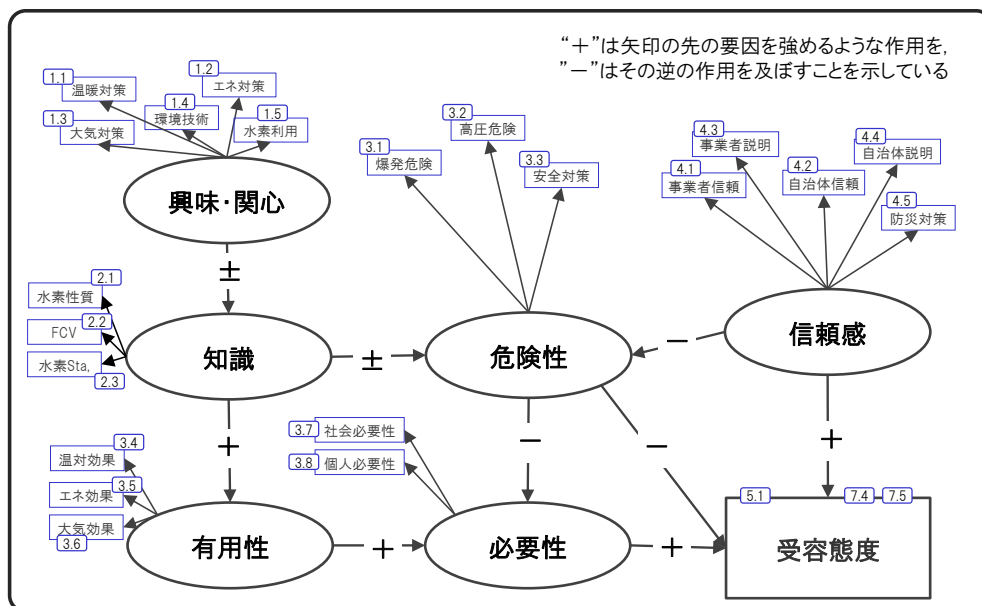 “＋”は矢印の先の要因を強めるような作用を,
”－”はその逆の作用を及ぼすことを示している
1.1
温暖対策
1.2
エネ対策
1.3
大気対策
1.4
環境技術
1.5
水素利用
興味・関心
3.1
爆発危険
3.2
高圧危険
3.3
安全対策
4.1
事業者信頼
4.3
事業者説明
4.2
自治体信頼
4.4
自治体説明
4.5
防災対策
±
2.1
水素性質
2.2
FCV
水素Sta,
2.3
知識
±
危険性
－
信頼感
＋
－
－
＋
3.4
温対効果
3.5
エネ効果
大気効果
3.6
有用性
3.7
社会必要性
3.8
個人必要性
＋
必要性
＋
5.1
7.4
7.5
受容態度